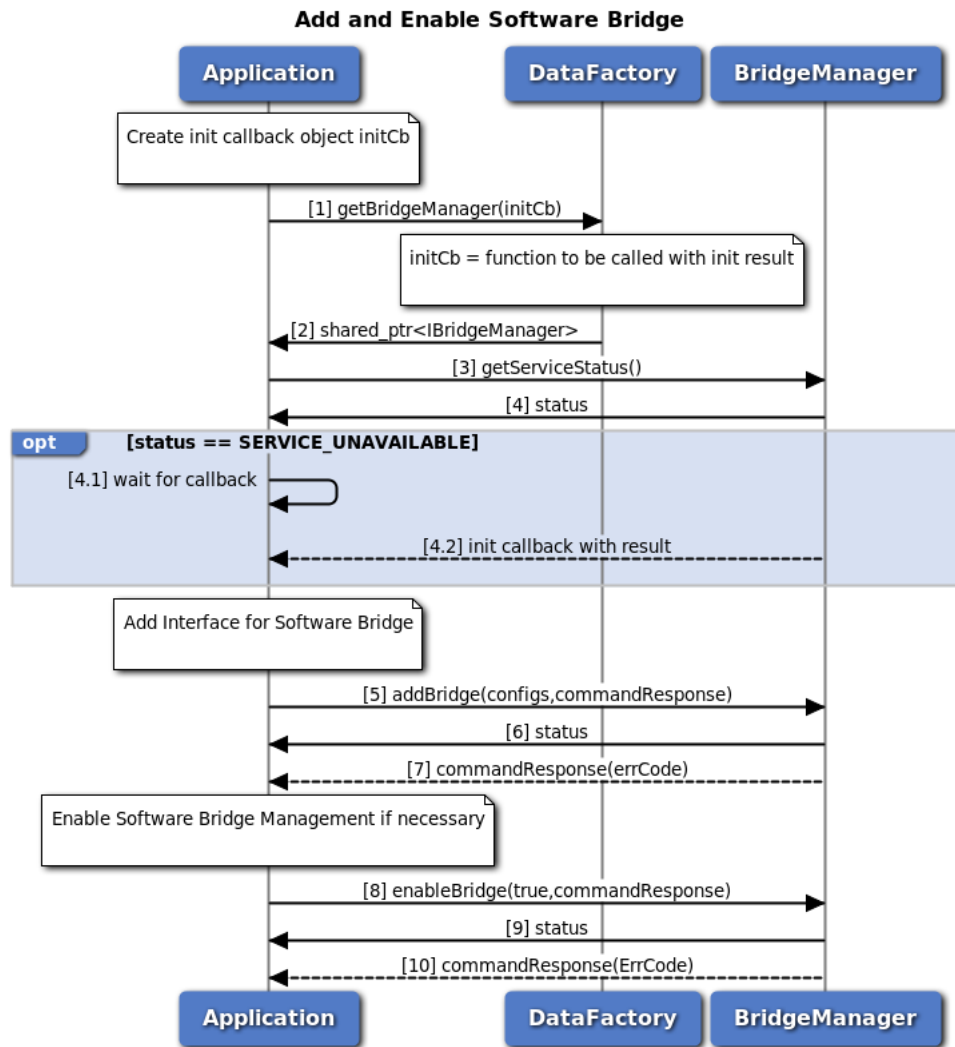 Add and Enable Software Bridge
Application
DataFactory
BridgeManager
Create init callback object initCb
[1] getBridgeManager(initCb)
initCb = function to be called with init result
[2] shared_ptr<IBridgeManager>
[3] getServiceStatus()
[4] status
opt
[status == SERVICE_UNAVAILABLE]
[4.1] wait for callback
[4.2] init callback with result
Add Interface for Software Bridge
[5] addBridge(configs,commandResponse)
[6] status
[7] commandResponse(errCode)
Enable Software Bridge Management if necessary
[8] enableBridge(true,commandResponse)
[9] status
[10] commandResponse(ErrCode)
Application
DataFactory
BridgeManager